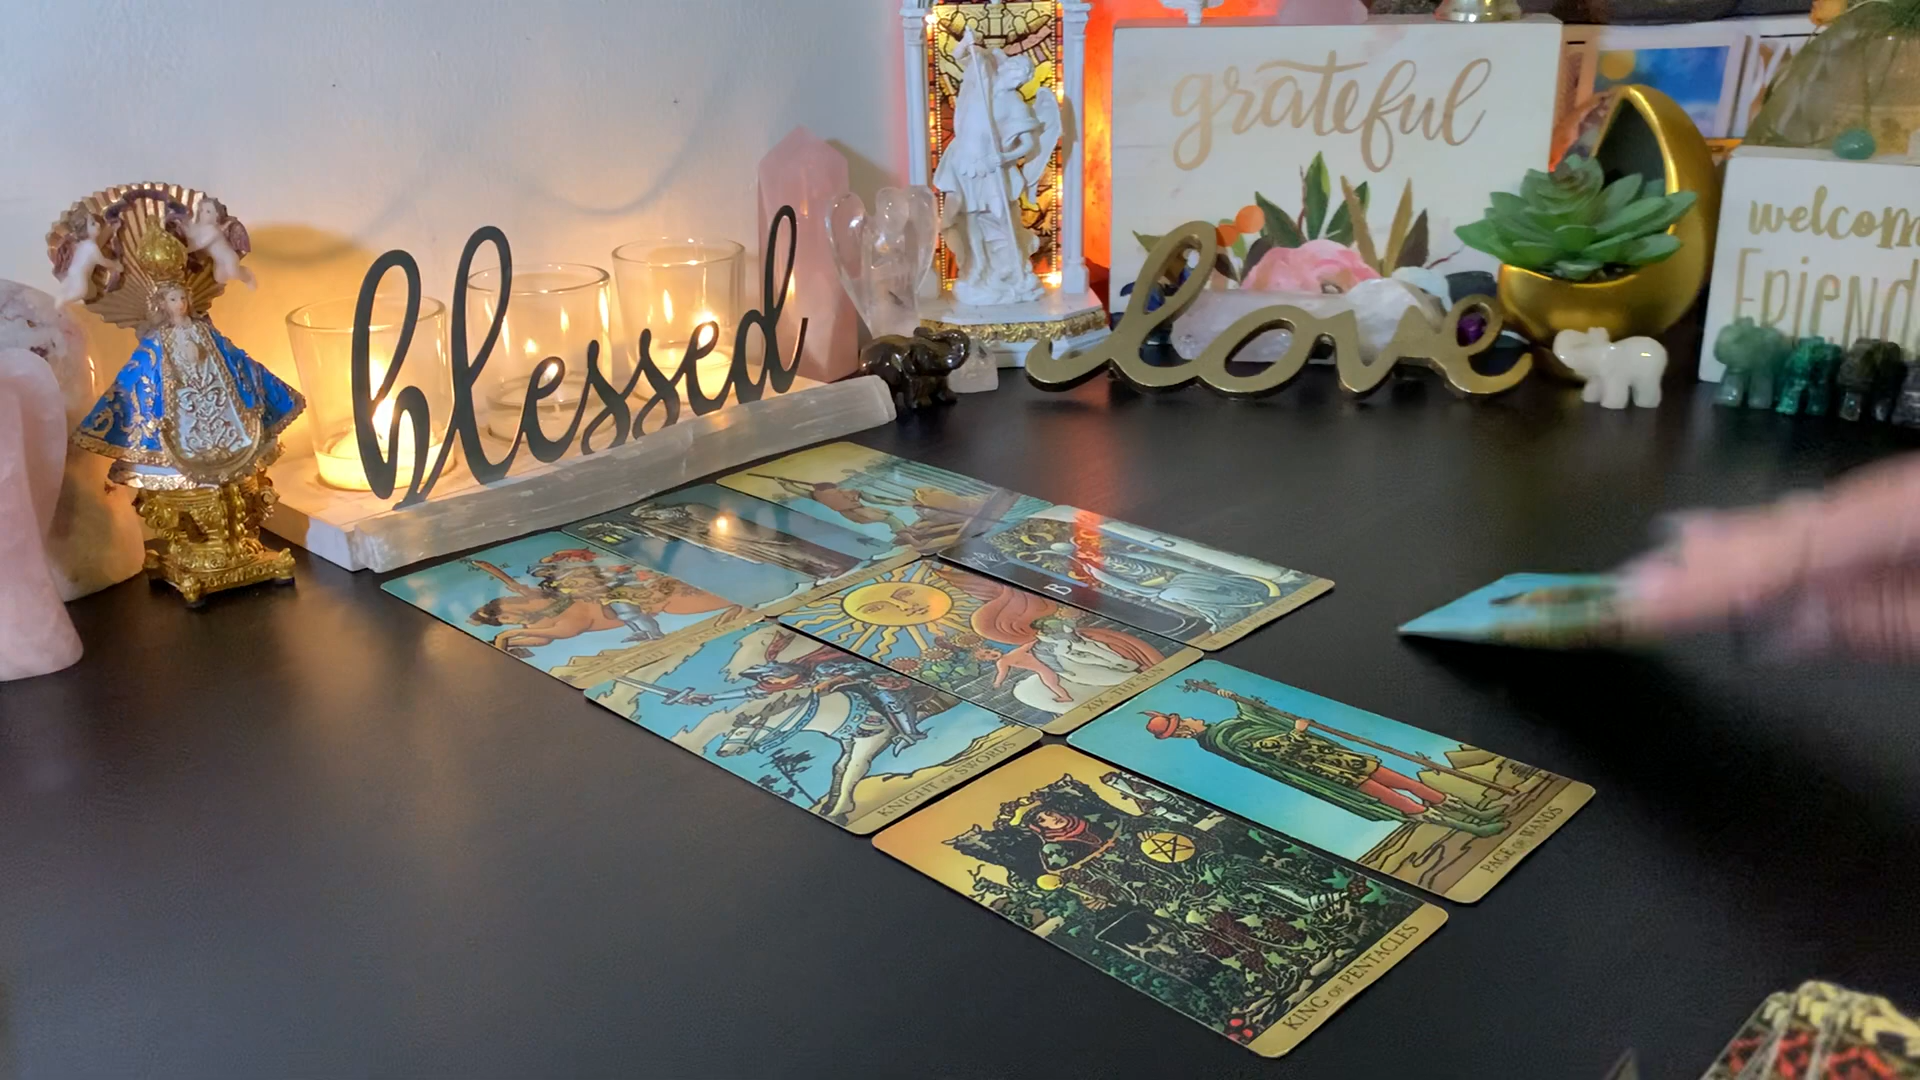 grateful
welcom
Friend
blessed
love
B
J
XIX THE SUN
KNIGHT OF SWORDS
PAGE OF WANDS
KING OF PENTACLES